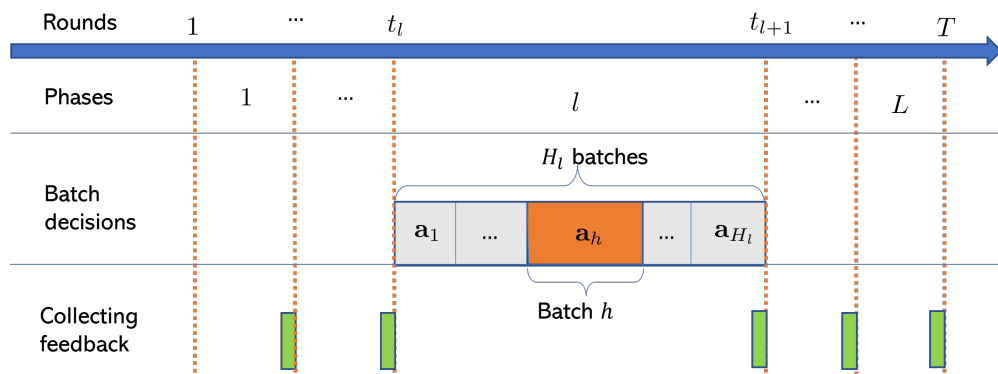 Rounds 1 ... t_l t_{l+1} ... T
Phases 1 ... l ... L
H_l batches
Batch
decisions
a_1 ... a_h ... a_{H_l}
Batch h
Collecting
feedback